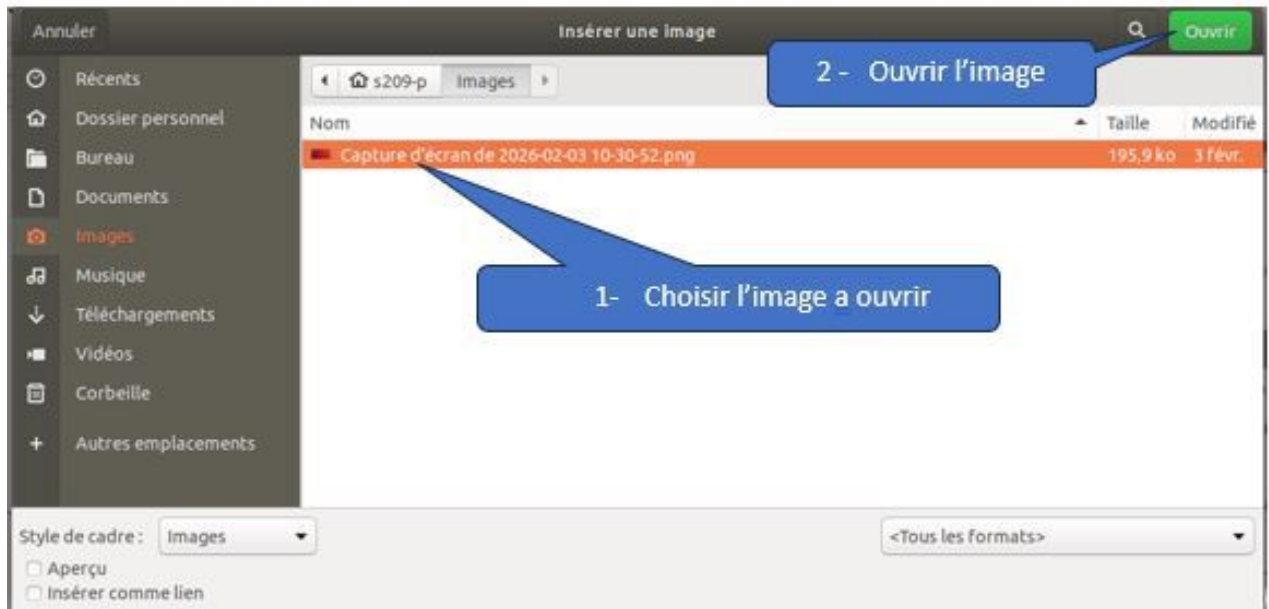 Annuler Insérer une image Ouvrir
2 - Ouvrir l’image
Récents s209-p Images
Dossier personnel Nom Taille Modifié
Bureau Capture d'écran de 2026-02-03 10-30-52.png 195,9 ko 3 févr.
Documents
Images
Musique
1- Choisir l’image a ouvrir
Téléchargements
Vidéos
Corbeille
+ Autres emplacements
Style de cadre : Images <Tous les formats>
Aperçu
Insérer comme lien